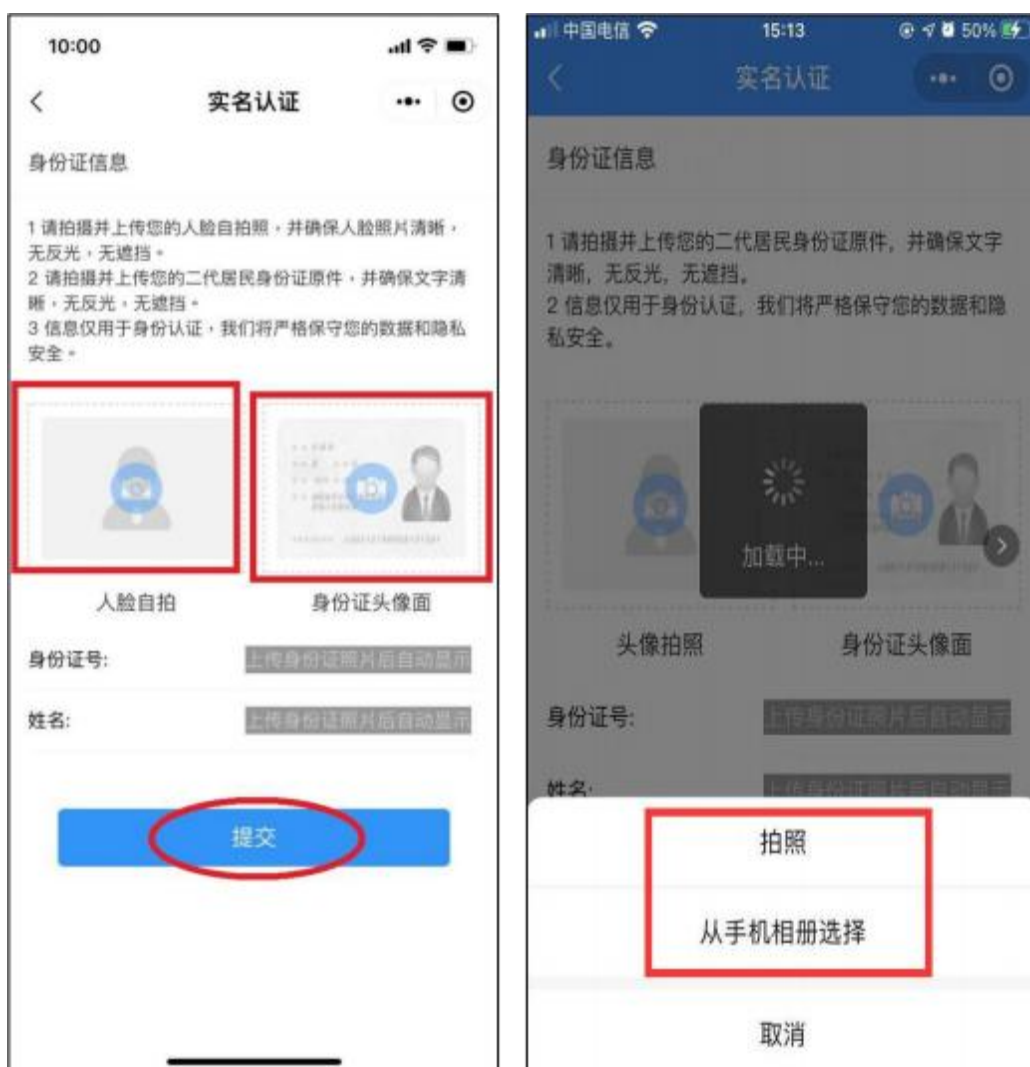 10:00
实名认证
身份证信息
1 请拍摄并上传您的人脸自拍照，并确保人脸照片清晰，
无反光，无遮挡。
2 请拍摄并上传您的二代居民身份证原件，并确保文字清
晰，无反光，无遮挡。
3 信息仅用于身份认证，我们将严格保守您的数据和隐私
安全。
人脸自拍
身份证头像面
身份证号:
上传身份证照片后自动显示
姓名:
上传身份证照片后自动显示
提交
中国电信
15:13
50%
实名认证
身份证信息
1 请拍摄并上传您的二代居民身份证原件，并确保文字
清晰，无反光，无遮挡。
2 信息仅用于身份认证，我们将严格保守您的数据和隐
私安全。
加载中...
头像拍照
身份证头像面
身份证号:
上传身份证照片后自动显示
姓名:
上传身份证照片后自动显示
拍照
从手机相册选择
取消